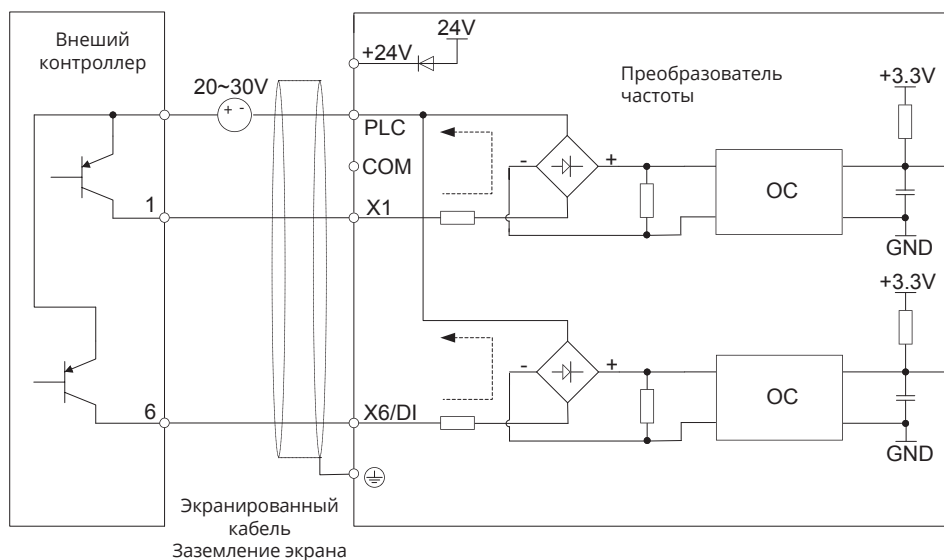 Внеший
контроллер
20~30V
+ -
+24V
24V
PLC
COM
Преобразователь
частоты
+3.3V
- +
OC
1
X1
GND
+3.3V
- +
OC
6
X6/DI
GND
Экранированный
кабель
Заземление экрана